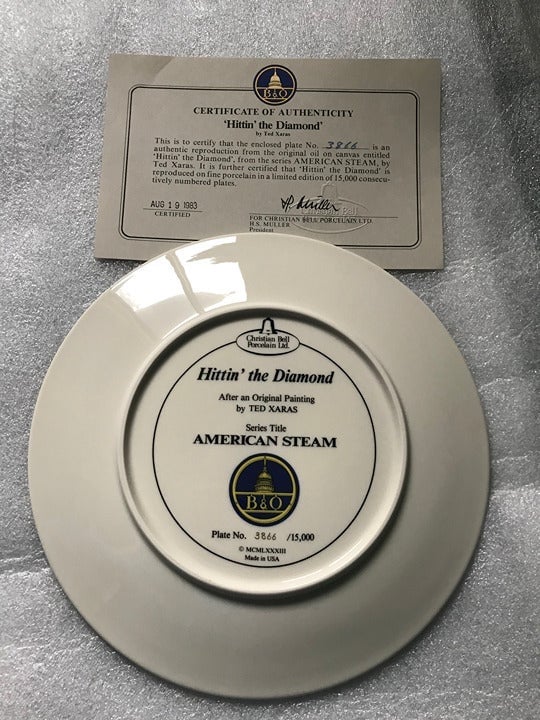 B&O
CERTIFICATE OF AUTHENTICITY
'Hittin' the Diamond'
by Ted Xaras
This is to certify that the enclosed plate No. 3866 is an
authentic reproduction from the original oil on canvas entitled
'Hittin' the Diamond', from the series AMERICAN STEAM, by
Ted Xaras. It is further certified that 'Hittin' the Diamond' is
reproduced on fine porcelain in a limited edition of 15,000 consecu-
tively numbered plates.
AUG 19 1983
CERTIFIED
FOR CHRISTIAN BELL PORCELAIN LTD.
H.S. MULLER
President
Christian Bell
Porcelain Ltd.
Hittin' the Diamond
After an Original Painting
by TED XARAS
Series Title
AMERICAN STEAM
B&O
Plate No. 3866 /15,000
© MCMLXXXIII
Made in USA